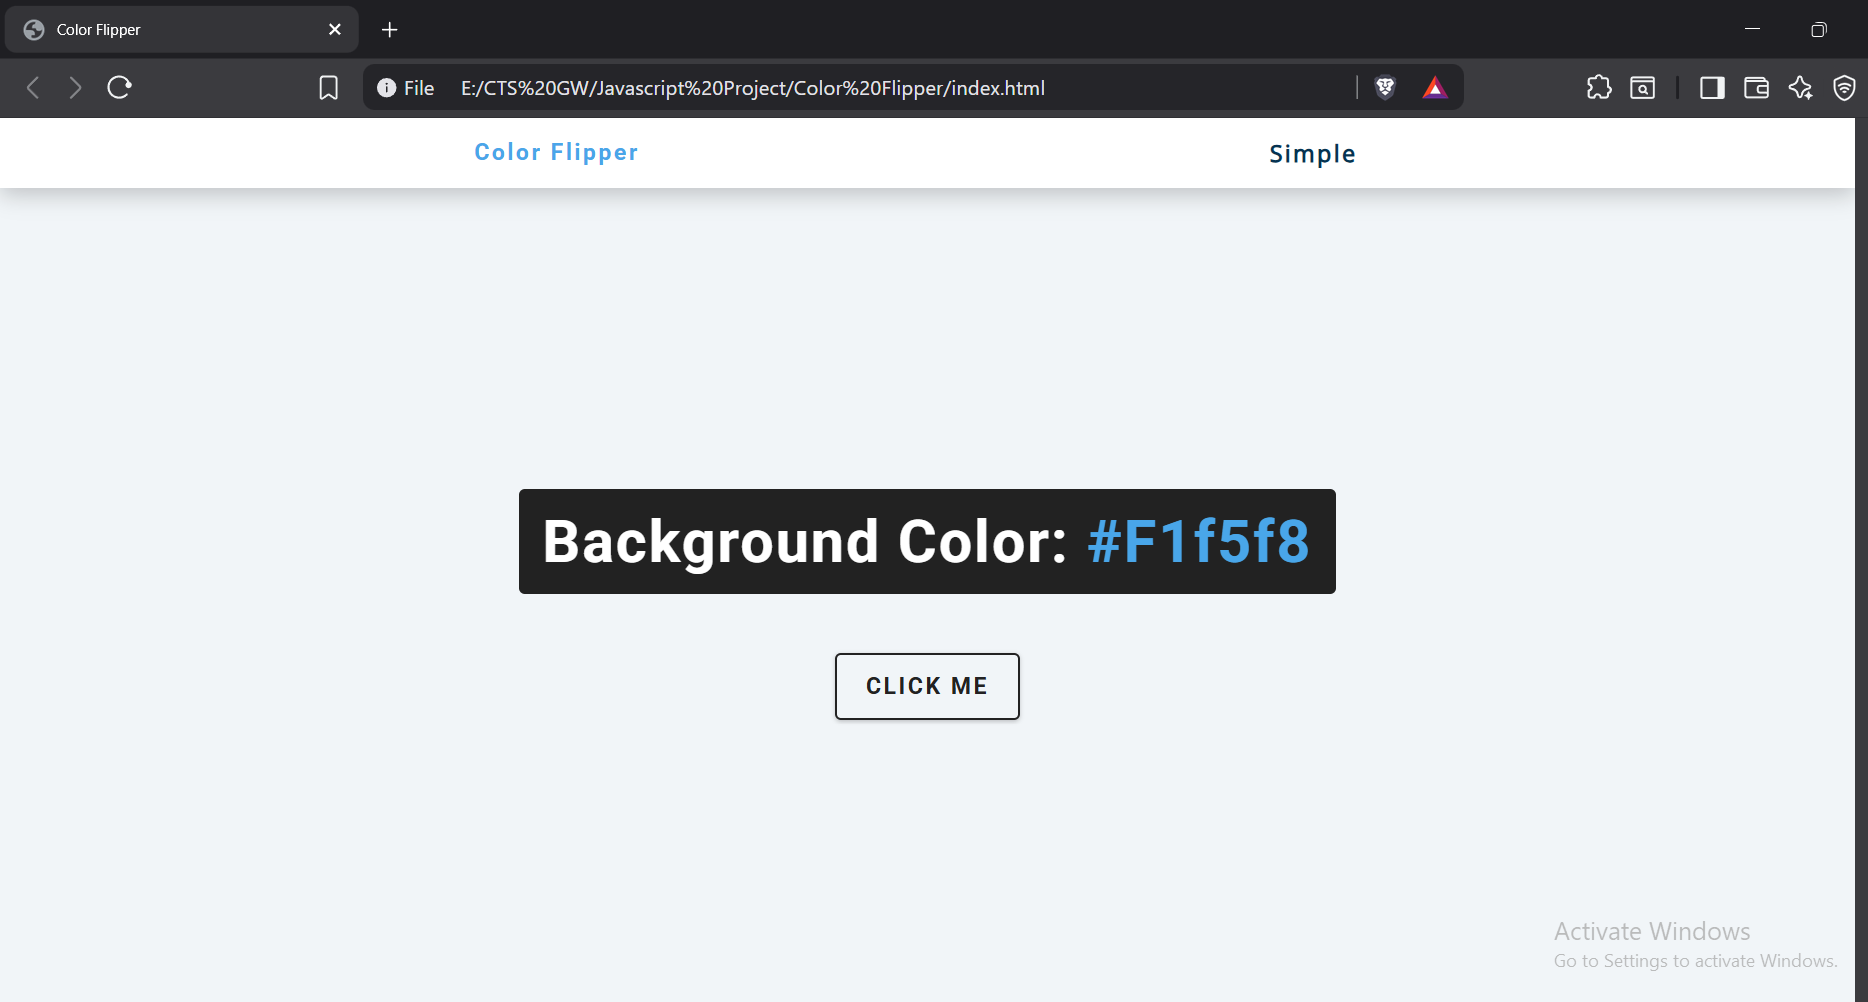 Color Flipper
File E:/CTS%20GW/Javascript%20Project/Color%20Flipper/index.html
Color Flipper Simple
Background Color: #F1f5f8
CLICK ME
Activate Windows
Go to Settings to activate Windows.